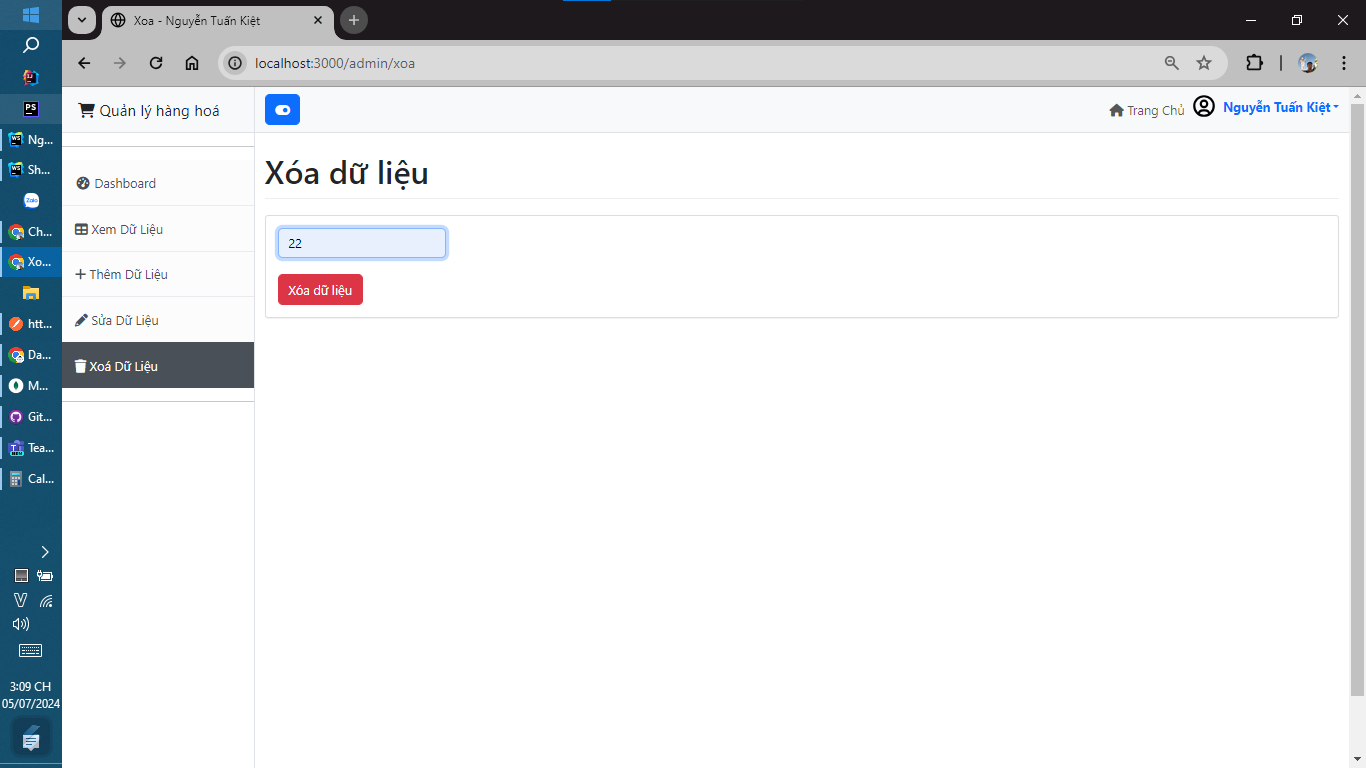 Xoa - Nguyễn Tuấn Kiệt
localhost:3000/admin/xoa
Quản lý hàng hoá
Trang Chủ
Nguyễn Tuấn Kiệt
Dashboard
Xem Dữ Liệu
Thêm Dữ Liệu
Sửa Dữ Liệu
Xoá Dữ Liệu
Xóa dữ liệu
22
Xóa dữ liệu
PS
Ng...
Sh...
Zalo
Ch...
Xo...
htt...
Da...
M...
Git...
Tea...
Cal...
3:09 CH
05/07/2024